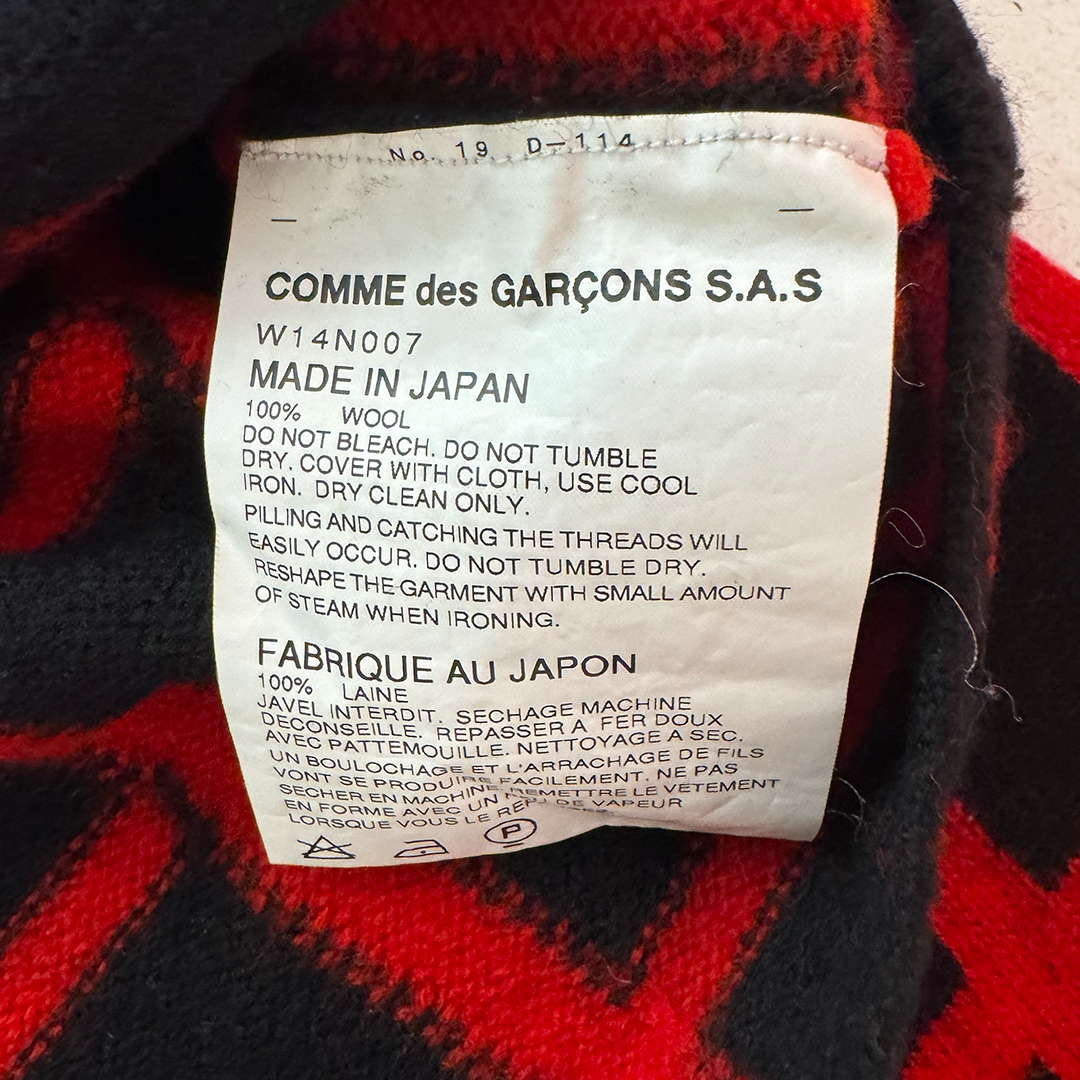 No. 19 D-114
COMME des GARÇONS S.A.S
W14N007
MADE IN JAPAN
100% WOOL
DO NOT BLEACH. DO NOT TUMBLE
DRY. COVER WITH CLOTH, USE COOL
IRON. DRY CLEAN ONLY.
PILLING AND CATCHING THE THREADS WILL
EASILY OCCUR. DO NOT TUMBLE DRY.
RESHAPE THE GARMENT WITH SMALL AMOUNT
OF STEAM WHEN IRONING.
FABRIQUE AU JAPON
100% LAINE
JAVEL INTERDIT. SECHAGE MACHINE
DECONSEILLE. REPASSER A FER DOUX
AVEC PATTEMOUILLE. NETTOYAGE A SEC.
UN BOULOCHAGE ET L'ARRACHAGE DE FILS
VONT SE PRODUIRE FACILEMENT. NE PAS
SECHER EN MACHINE. REMETTRE LE VETEMENT
EN FORME AVEC UN DE VAPEUR
LORSQUE VOUS LE
P